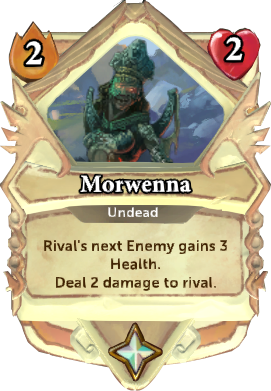 2
2
Morwenna
Undead
Rival's next Enemy gains 3
Health.
Deal 2 damage to rival.